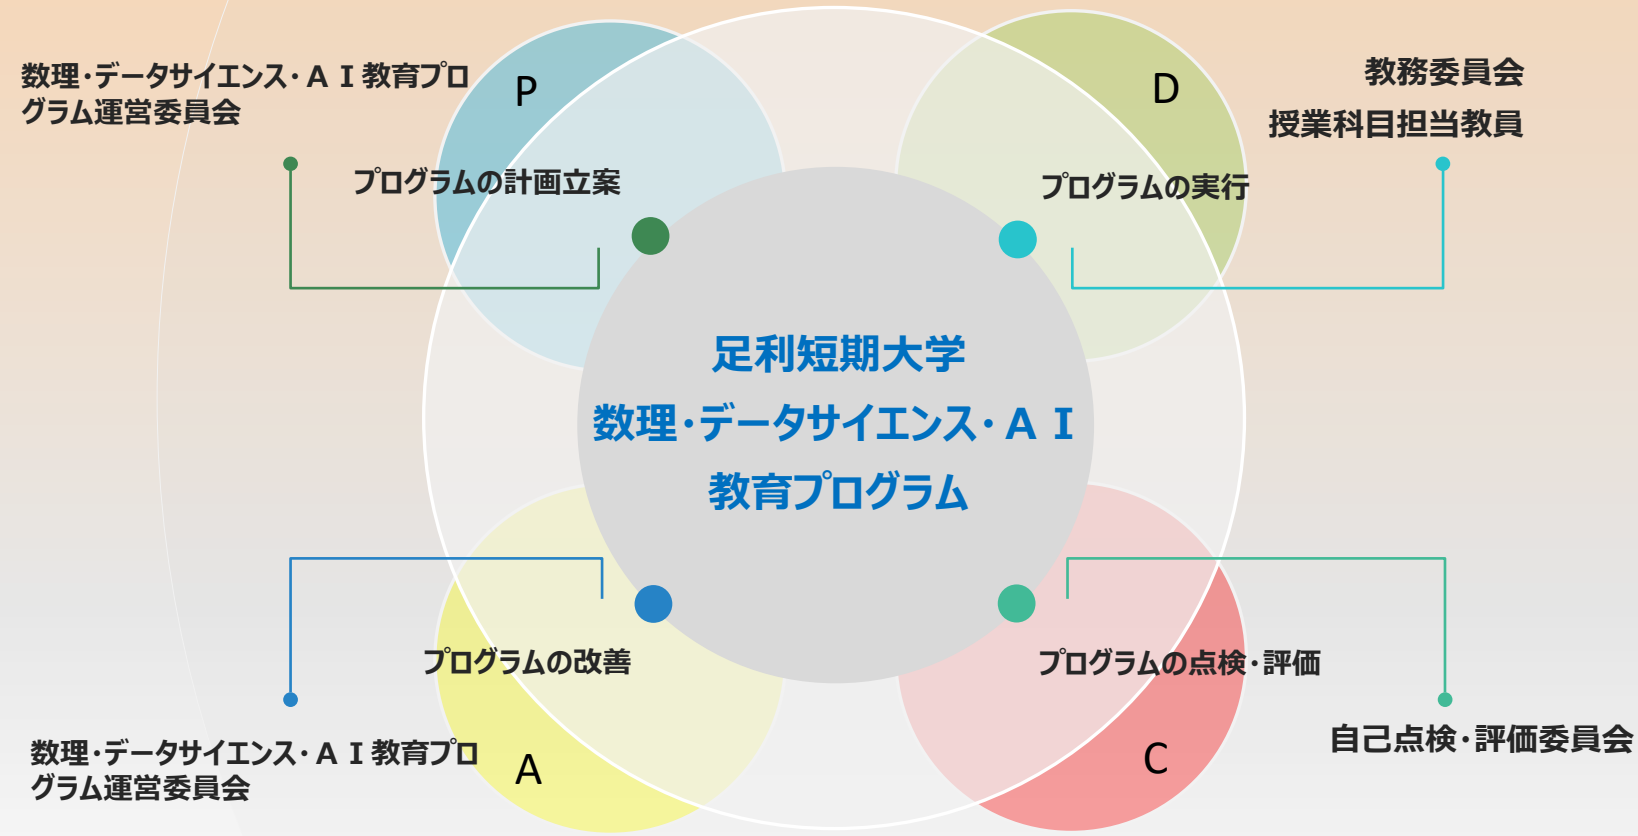 数理・データサイエンス・ＡＩ教育プロ
グラム運営委員会
P
プログラムの計画立案
D
教務委員会
授業科目担当教員
プログラムの実行
足利短期大学
数理・データサイエンス・ＡＩ
教育プログラム
プログラムの改善
数理・データサイエンス・ＡＩ教育プロ
グラム運営委員会
A
プログラムの点検・評価
C
自己点検・評価委員会